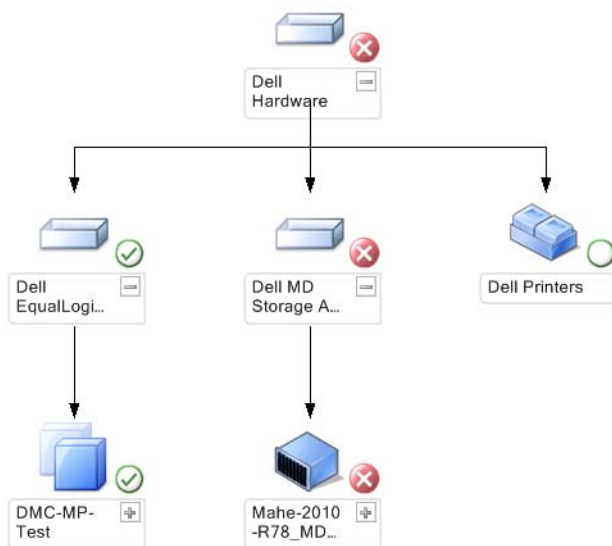 Dell
Hardware
Dell
EqualLogi...
Dell MD
Storage A...
Dell Printers
DMC-MP-
Test
Mahe-2010
-R78_MD...